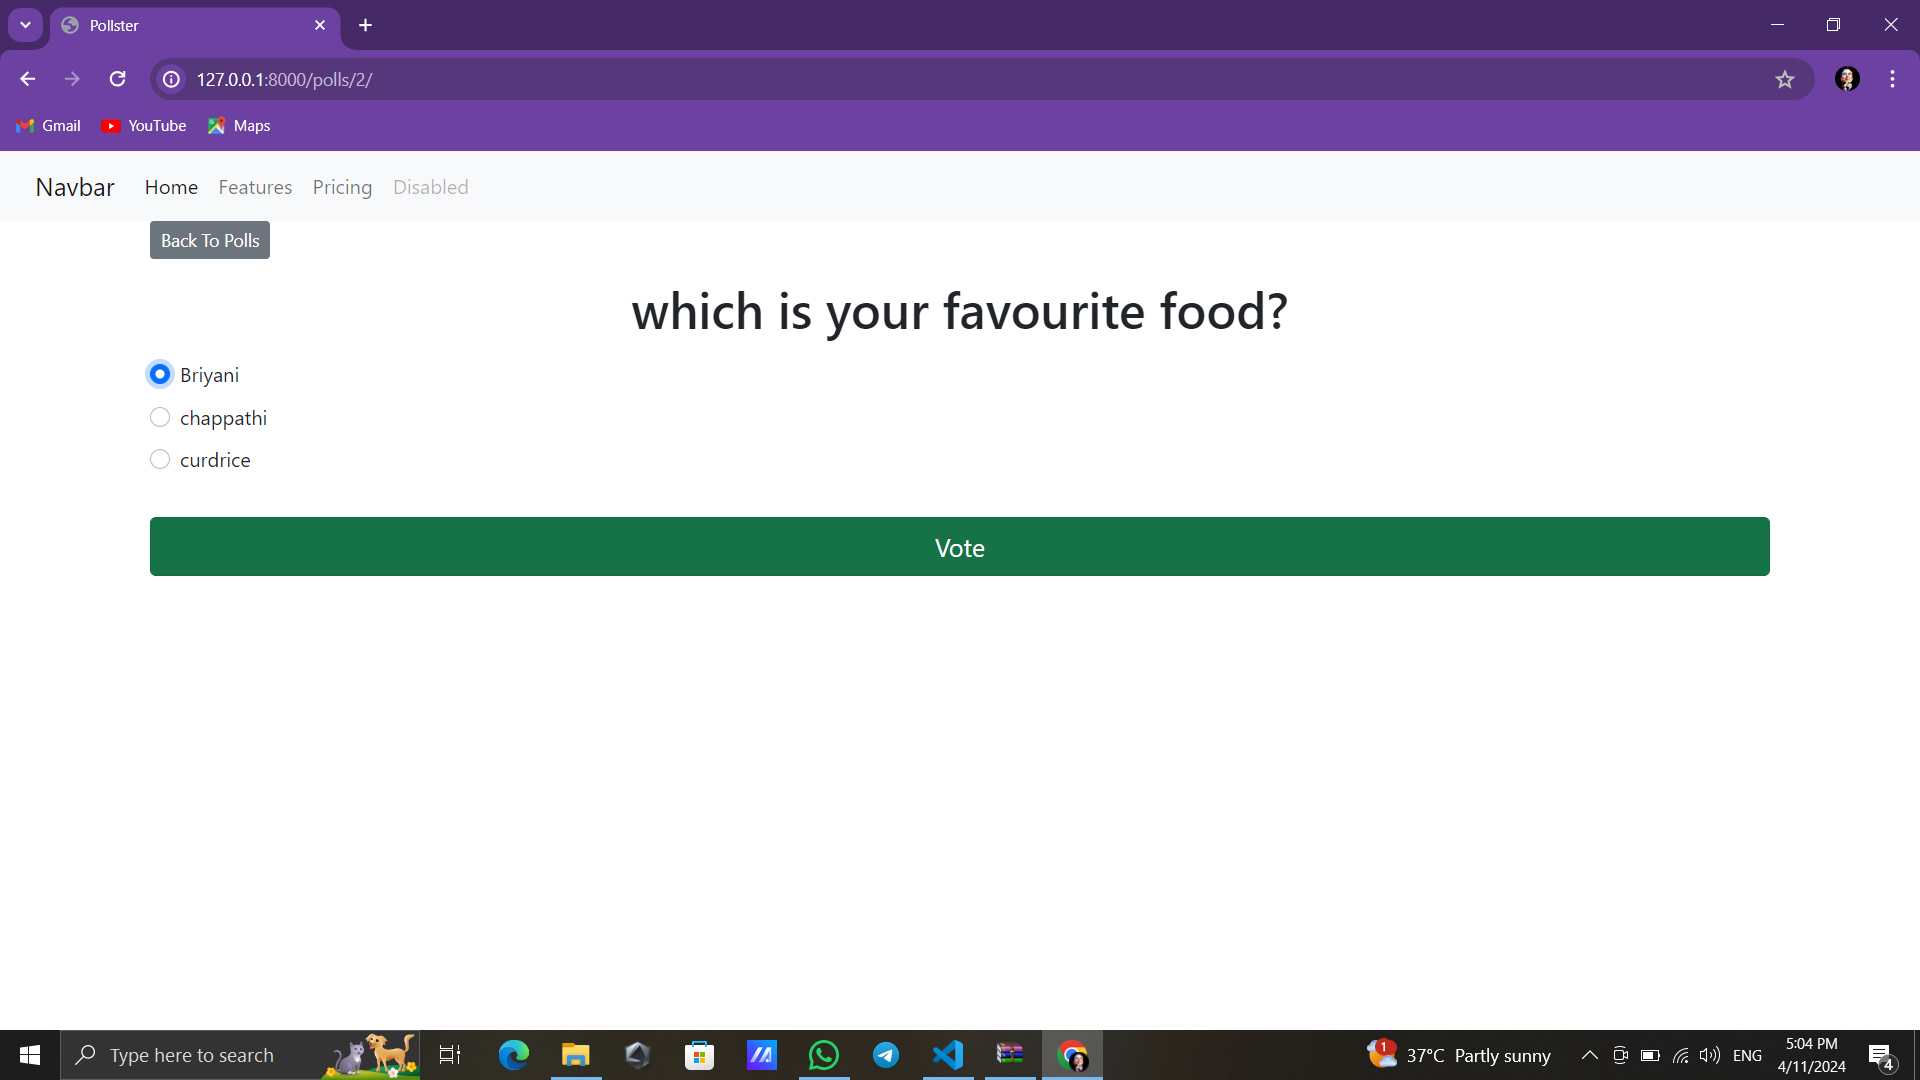 Pollster
127.0.0.1:8000/polls/2/
Gmail YouTube Maps
Navbar Home Features Pricing Disabled
Back To Polls
which is your favourite food?
Briyani
chappathi
curdrice
Vote
Type here to search
1
37°C Partly sunny
ENG
5:04 PM
4/11/2024
4